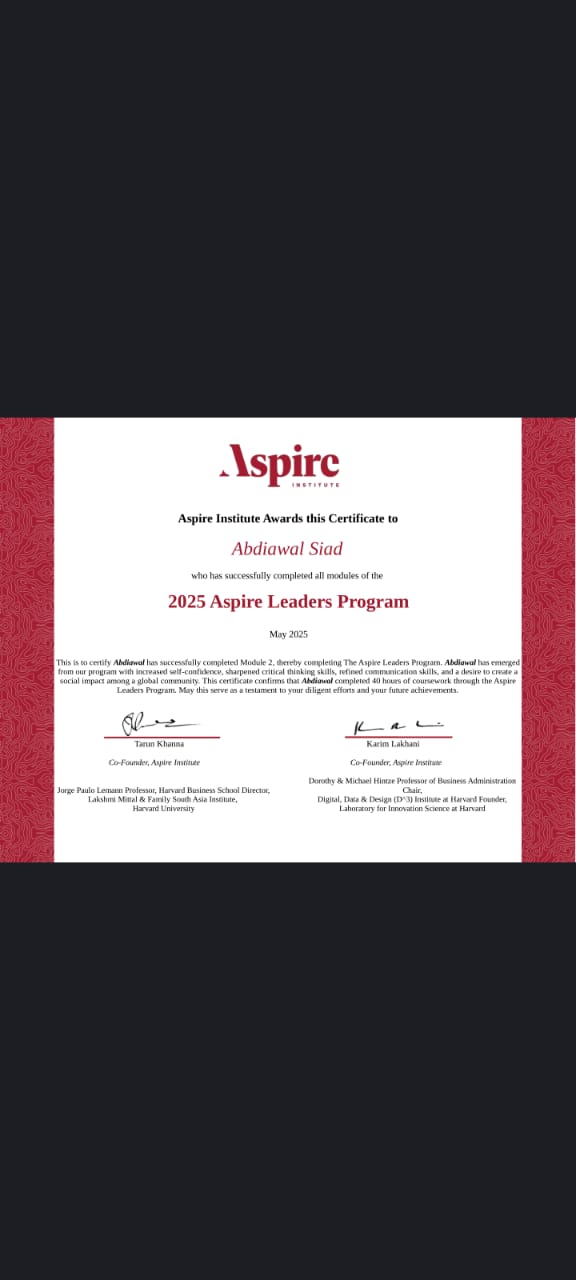 Aspire
INSTITUTE
Aspire Institute Awards this Certificate to
Abdiawal Siad
who has successfully completed all modules of the
2025 Aspire Leaders Program
May 2025
This is to certify Abdiawal has successfully completed Module 2, thereby completing The Aspire Leaders Program. Abdiawal has emerged
from our program with increased self-confidence, sharpened critical thinking skills, refined communication skills, and a desire to create a
social impact among a global community. This certificate confirms that Abdiawal completed 40 hours of coursework through the Aspire
Leaders Program. May this serve as a testament to your diligent efforts and your future achievements.
Tarun Khanna
Co-Founder, Aspire Institute
Jorge Paulo Lemann Professor, Harvard Business School Director,
Lakshmi Mittal & Family South Asia Institute,
Harvard University
Karim Lakhani
Co-Founder, Aspire Institute
Dorothy & Michael Hintze Professor of Business Administration
Chair,
Digital, Data & Design (D^3) Institute at Harvard Founder,
Laboratory for Innovation Science at Harvard